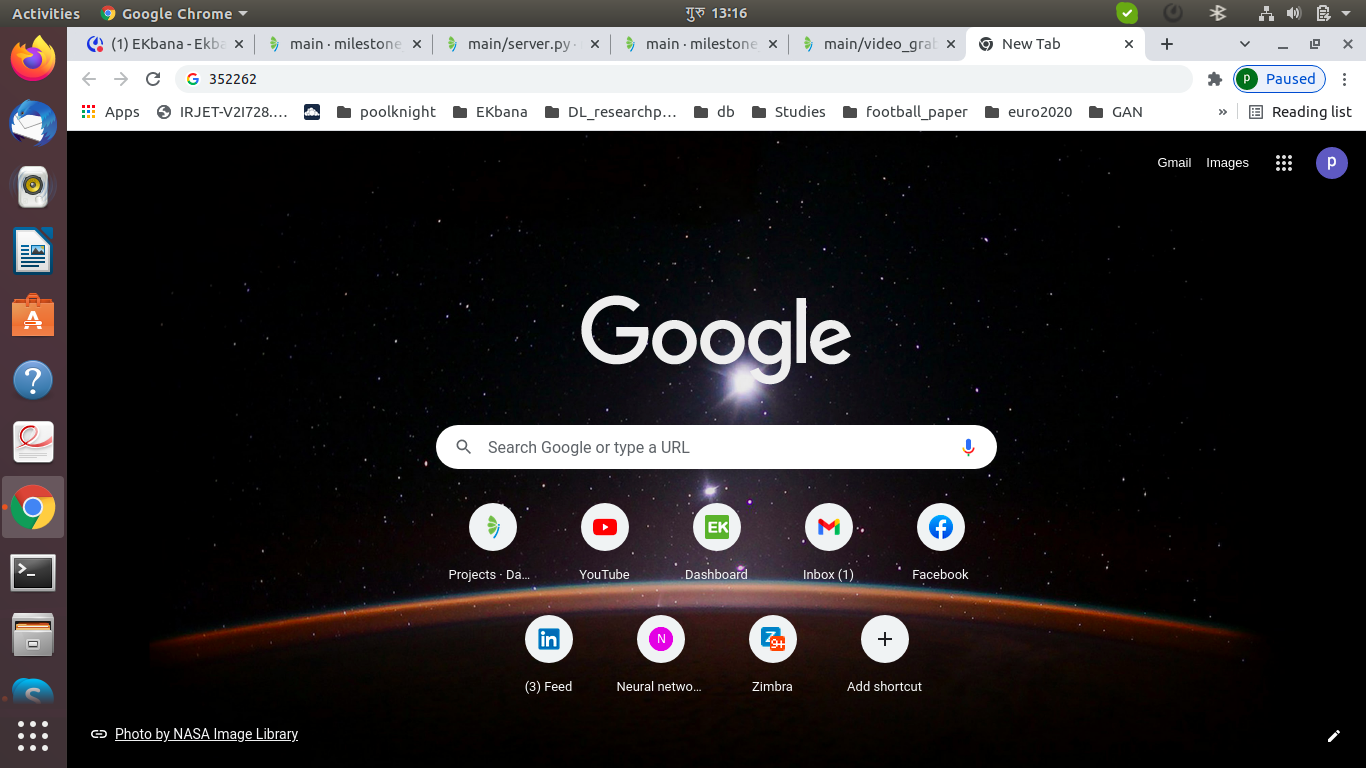 Activities Google Chrome गुरु 13:16
(1) EKbana - Ekba main · milestone main/server.py · main · milestone main/video_grab New Tab
352262 Paused
Apps IRJET-V2I728.… poolknight EKbana DL_researchp… db Studies football_paper euro2020 GAN » Reading list
Gmail Images p
Google
Search Google or type a URL
EK
Projects · Da… YouTube Dashboard Inbox (1) Facebook
in N Z 9+
(3) Feed Neural netwo… Zimbra Add shortcut
Photo by NASA Image Library